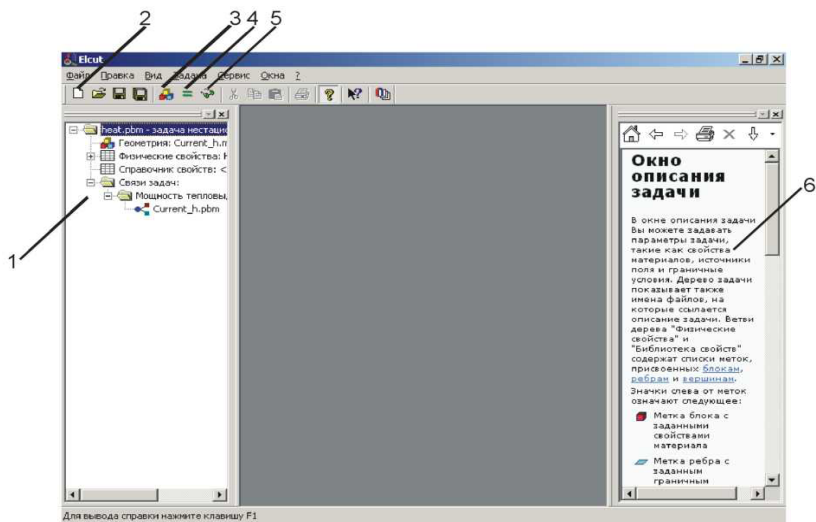 2
3
4
5
Elcut
Файл Правка Вид Задача Сервис Окна ?
heat.pbm - задача нестацио
Геометрия: Current_h.m
Физические свойства: H
Справочник свойств: <
Связи задач:
Мощность тепловы
Current_h.pbm
1
Окно
описания
задачи
В окне описания задачи
Вы можете задавать
параметры задачи,
такие как свойства
материалов, источники
поля и граничные
условия. Дерево задачи
показывает также
имена файлов, на
которые ссылается
описание задачи. Ветви
дерева "Физические
свойства" и
"Библиотека свойств"
содержат списки меток,
присвоенных блокам,
ребрам и вершинам.
Значки слева от меток
означают следующее:
Метка блока с
заданными
свойствами
материала
Метка ребра с
заданным
граничным
6
Для вывода справки нажмите клавишу F1